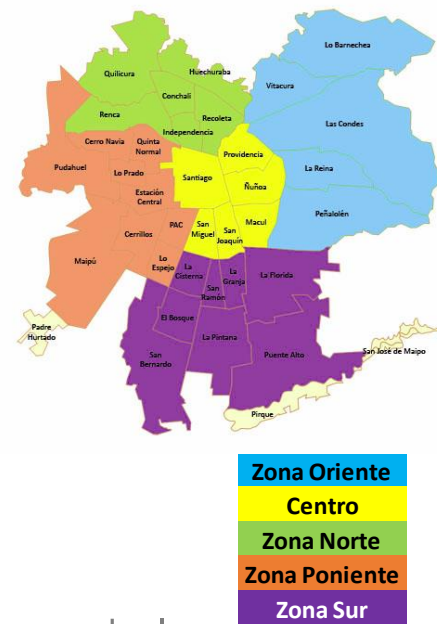 Lo Barnechea
Quilicura
Huechuraba
Vitacura
Conchalí
Las Condes
Renca
Recoleta
Independencia
Cerro Navia
Quinta
Normal
Providencia
Pudahuel
Lo Prado
La Reina
Santiago
Ñuñoa
Estación
Central
Peñalolén
PAC
San
Miguel
San
Joaquín
Macul
Cerrillos
Maipú
Lo
Espejo
La
Cisterna
La
Granja
La Florida
San
Ramón
El Bosque
Padre
Hurtado
La Pintana
San
Bernardo
Puente Alto
San José de Maipo
Pirque
Zona Oriente
Centro
Zona Norte
Zona Poniente
Zona Sur